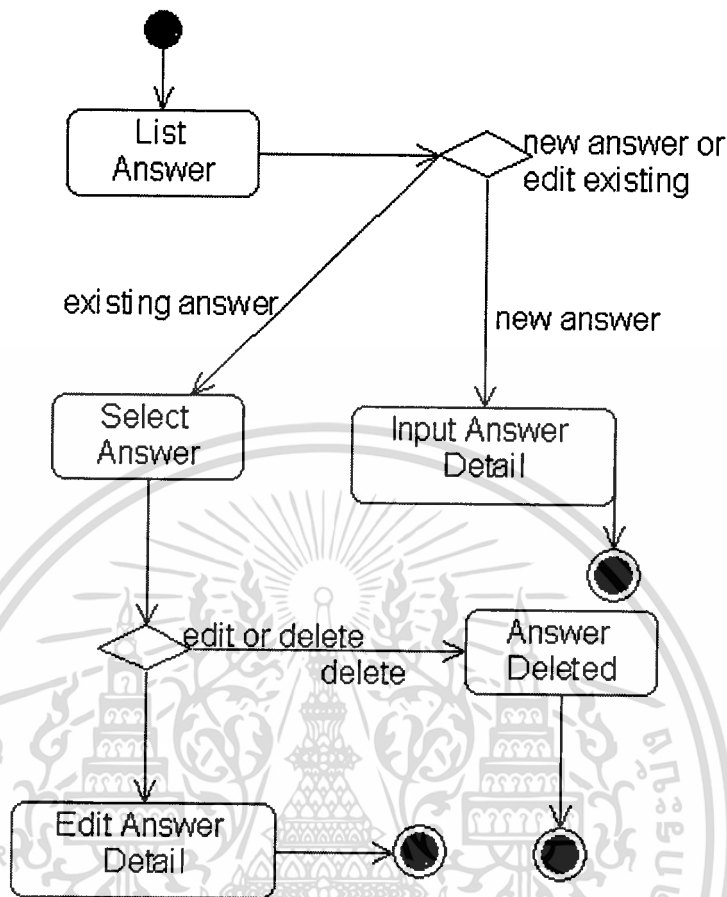 List
Answer
new answer or
edit existing
existing answer
new answer
Select
Answer
Input Answer
Detail
edit or delete
delete
Answer
Deleted
Edit Answer
Detail